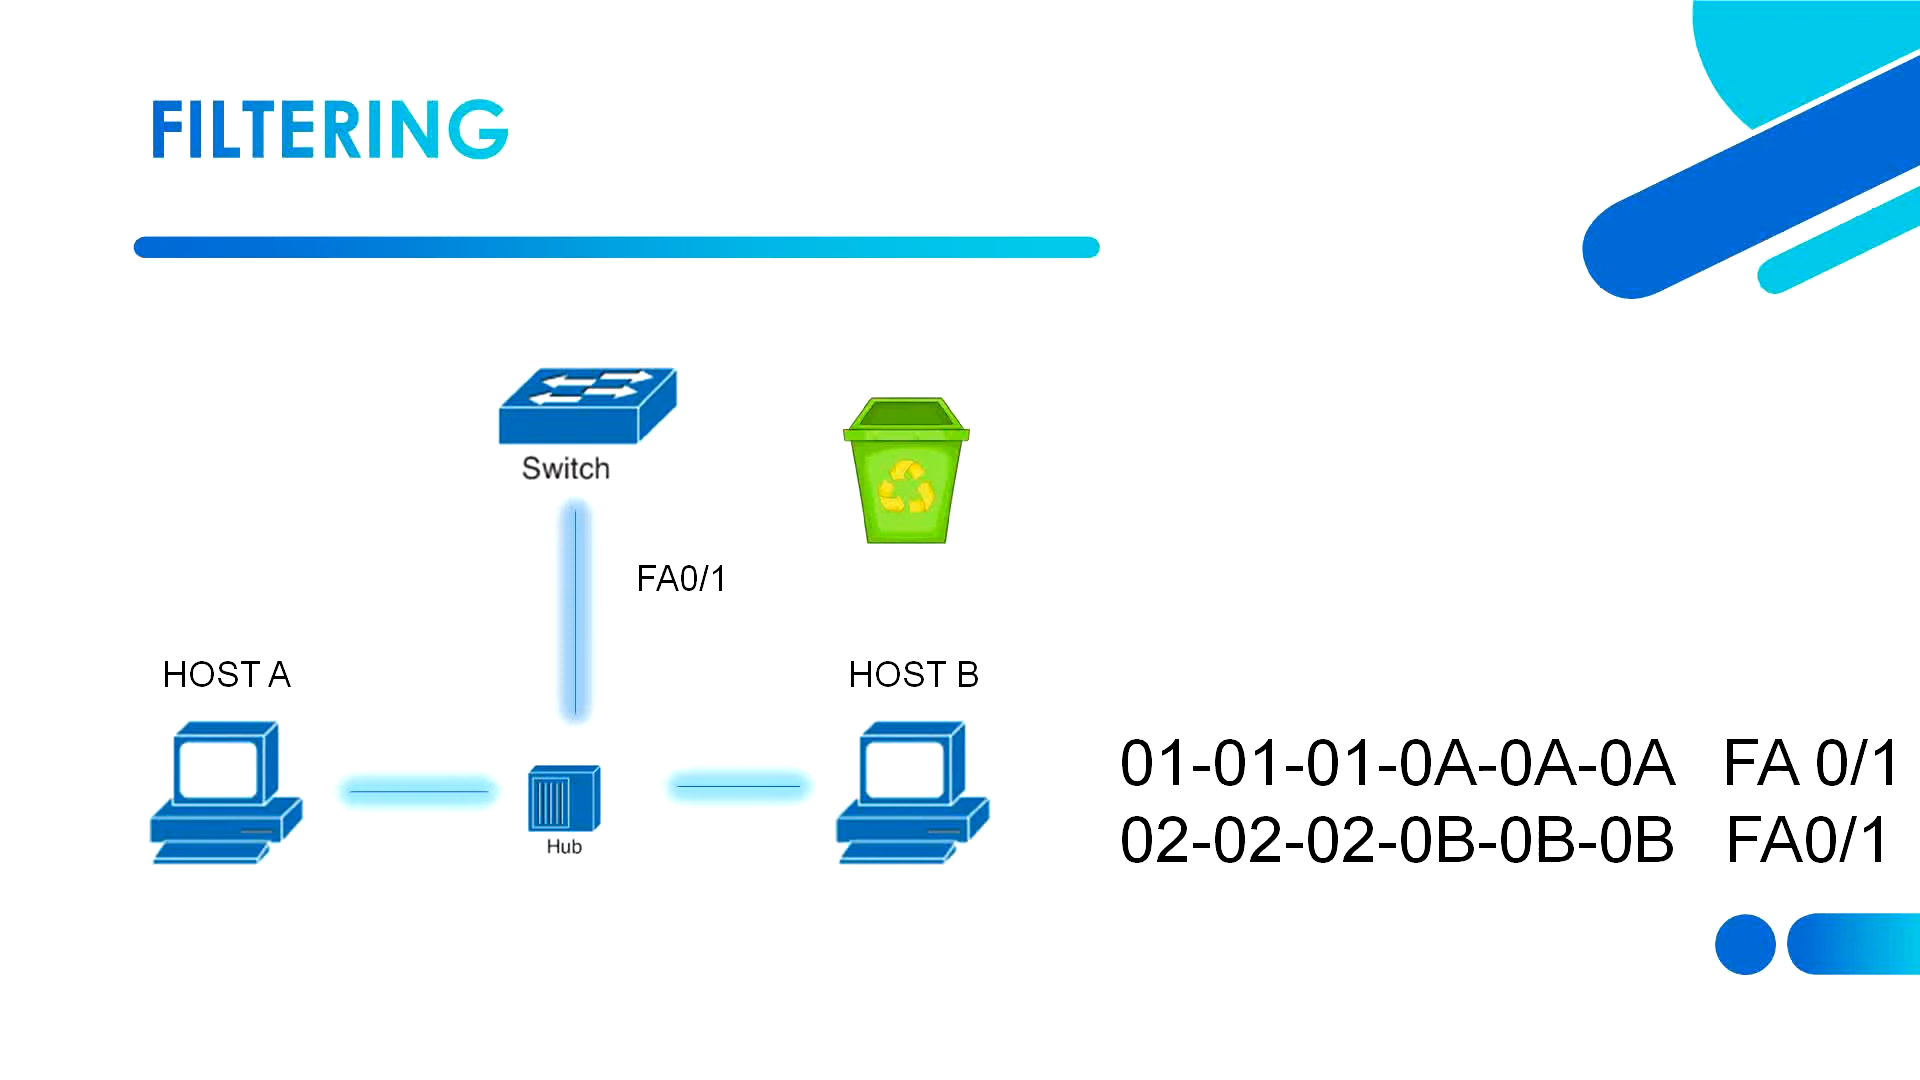 FILTERING
Switch
FA0/1
HOST A
HOST B
Hub
01-01-01-0A-0A-0A FA 0/1
02-02-02-0B-0B-0B FA0/1